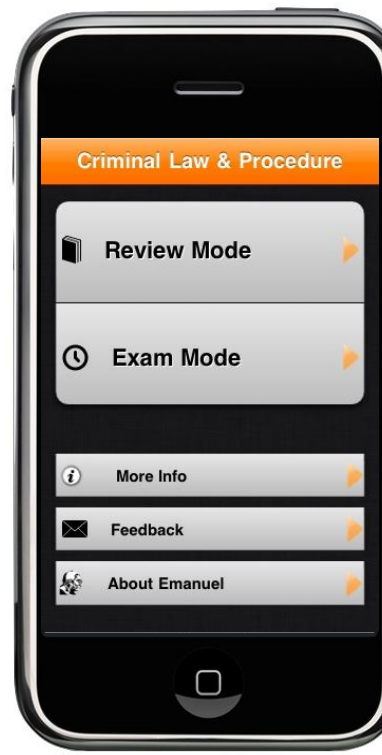 Criminal Law & Procedure
Review Mode
Exam Mode
More Info
Feedback
About Emanuel